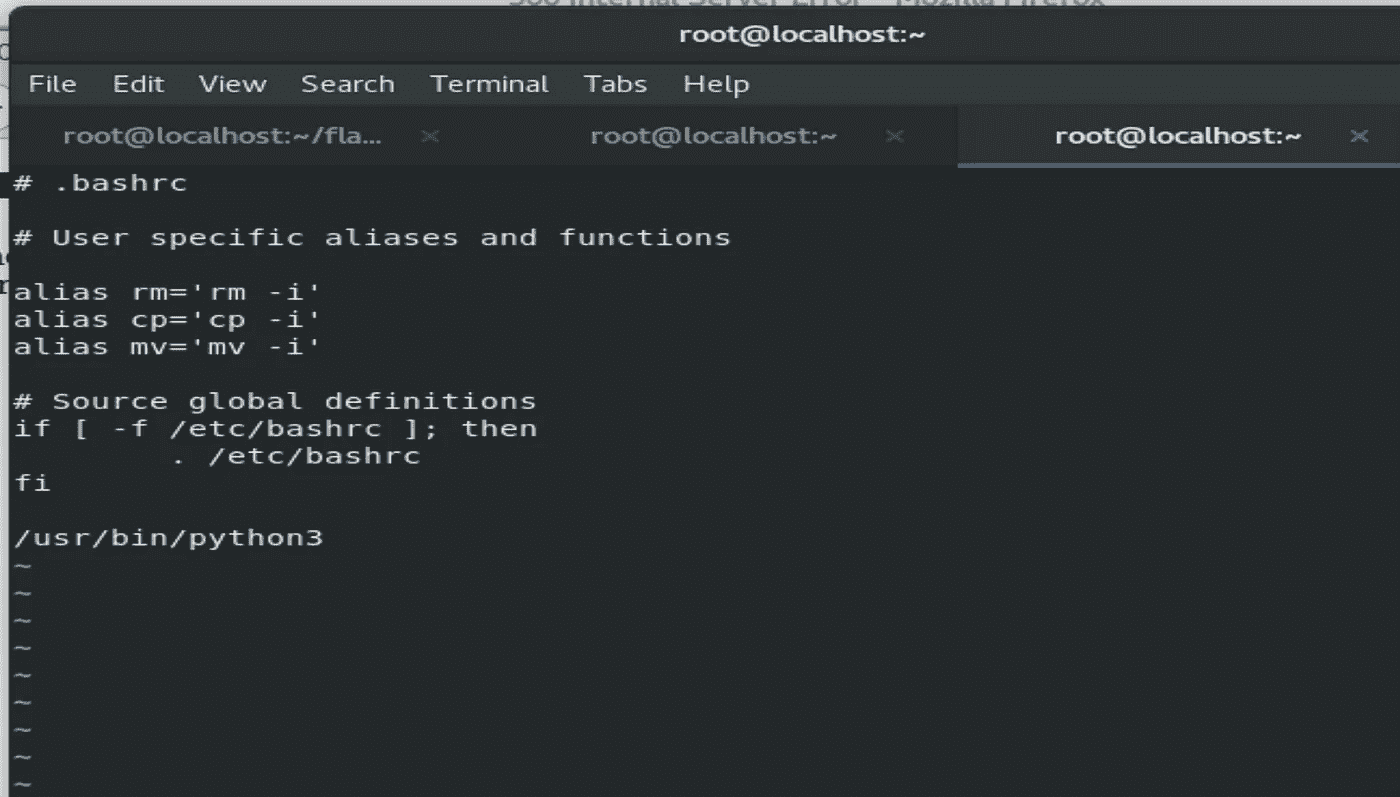 500 Internal Server Error - Mozilla Firefox
root@localhost:~
File Edit View Search Terminal Tabs Help
root@localhost:~/fla... × root@localhost:~ × root@localhost:~ ×
# .bashrc
# User specific aliases and functions
alias rm='rm -i'
alias cp='cp -i'
alias mv='mv -i'
# Source global definitions
if [ -f /etc/bashrc ]; then
. /etc/bashrc
fi
/usr/bin/python3
~
~
~
~
~
~
~
~
~